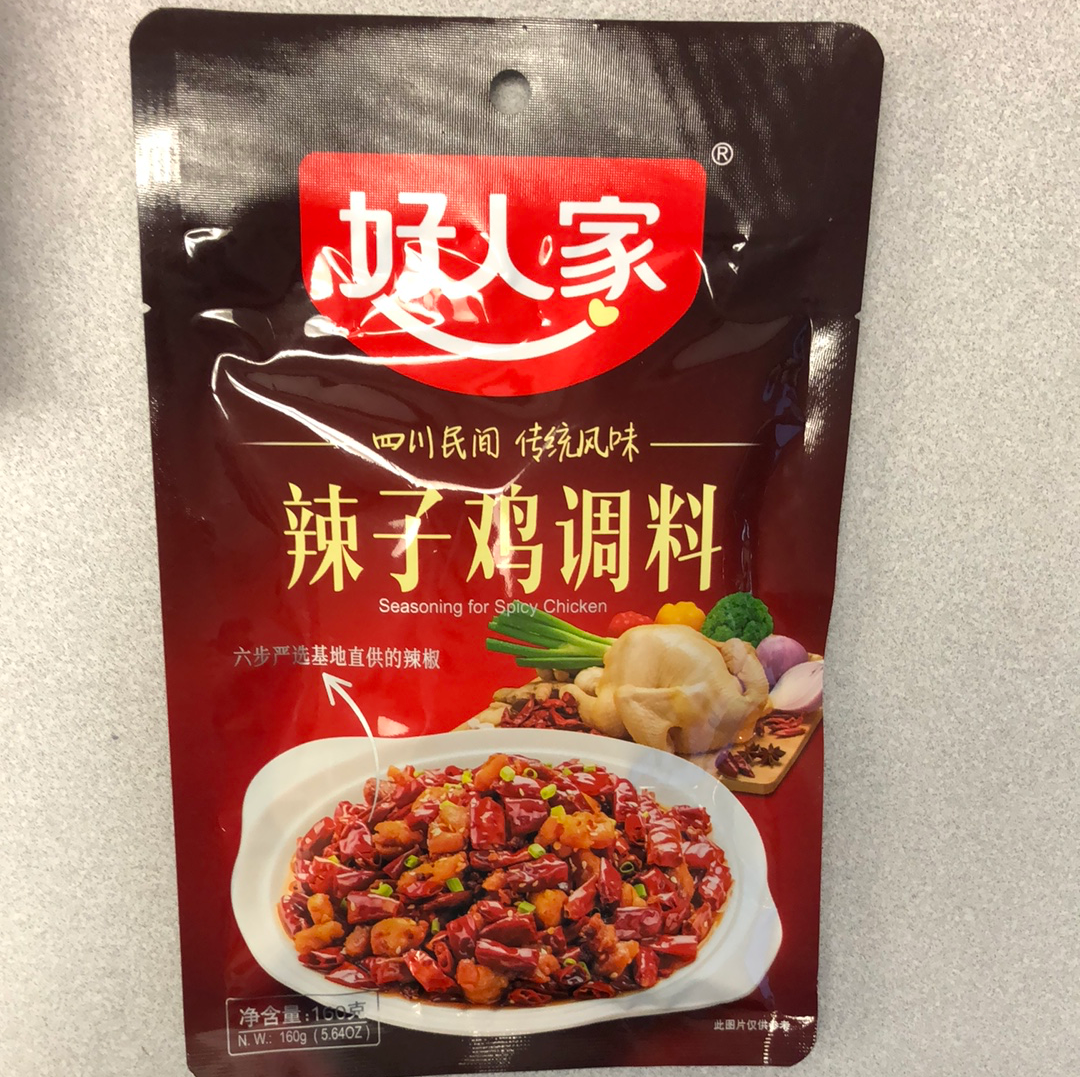 ®
好人家
四川民间 传统风味
辣子鸡调料
Seasoning for Spicy Chicken
六步严选基地直供的辣椒
净含量:160克
N.W.: 160g (5.64OZ)
此图片仅供参考